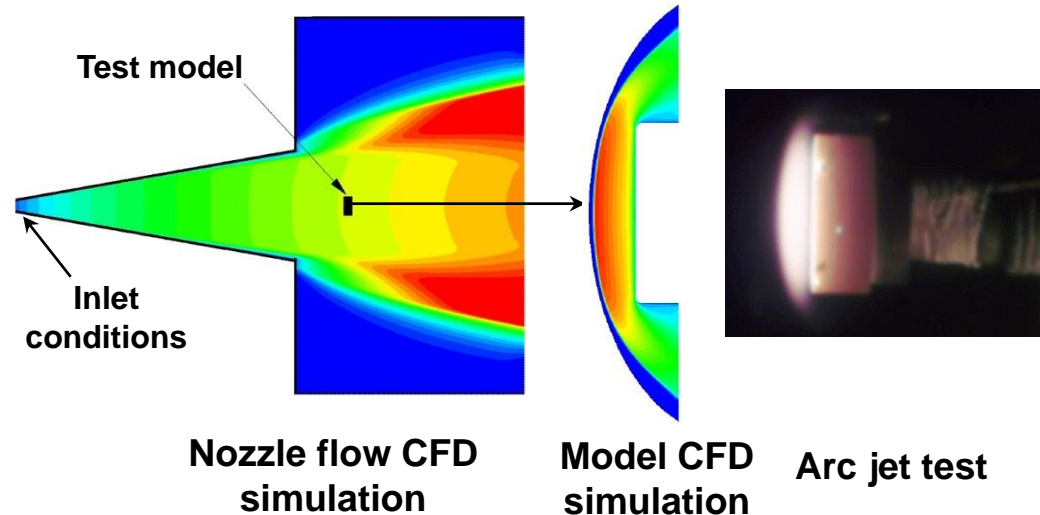 Test model
Inlet
conditions
Nozzle flow CFD
simulation
Model CFD
simulation
Arc jet test